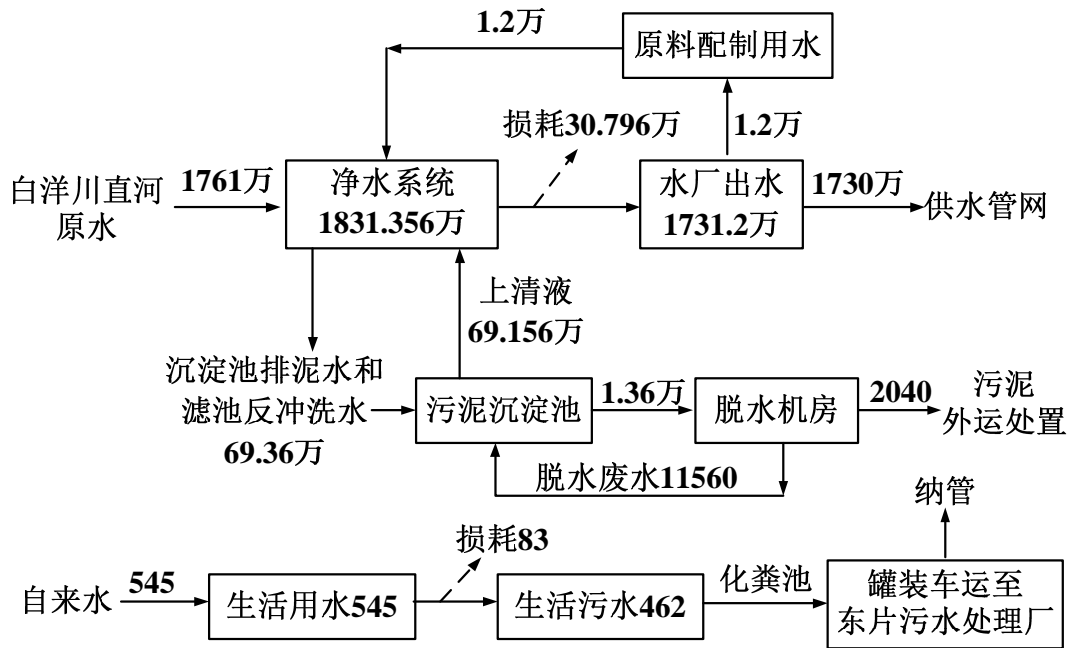 1.2万
原料配制用水
损耗30.796万
1.2万
白洋川直河
原水
1761万
净水系统
1831.356万
水厂出水
1731.2万
1730万
供水管网
上清液
69.156万
沉淀池排泥水和
滤池反冲洗水
69.36万
污泥沉淀池
1.36万
脱水机房
2040
污泥
外运处置
脱水废水11560
纳管
损耗83
自来水
545
生活用水545
生活污水462
化粪池
罐装车运至
东片污水处理厂